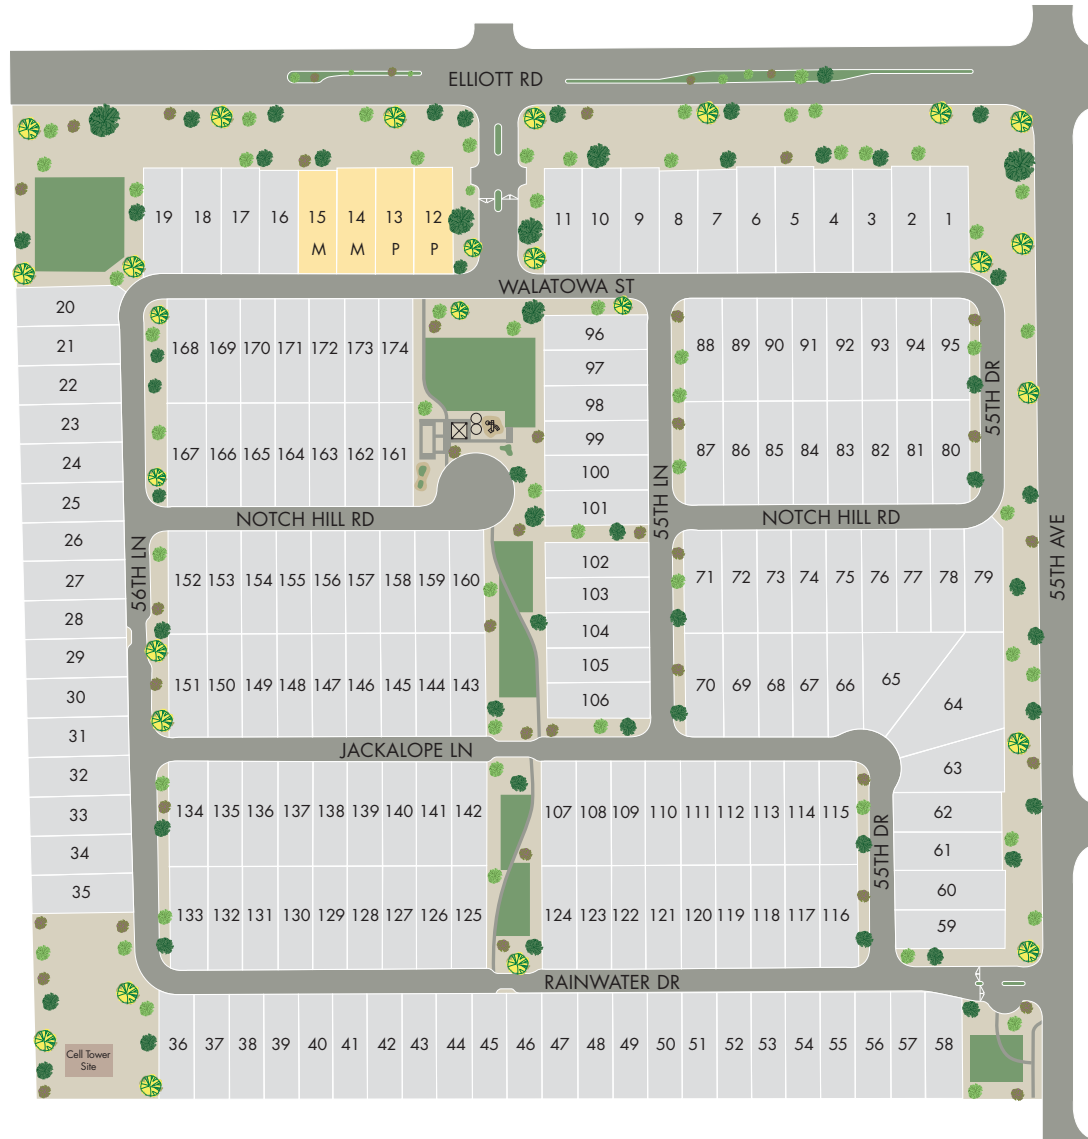 ELLIOTT RD
19 18 17 16 15 14 13 12 11 10 9 8 7 6 5 4 3 2 1
M M P P
WALATOWA ST
20
21
22
23
24
25
26
27
28
29
30
31
32
33
34
35
56TH LN
168 169 170 171 172 173 174
167 166 165 164 163 162 161
NOTCH HILL RD
96
97
98
99
100
101
102
103
104
105
106
55TH LN
88 89 90 91 92 93 94 95
87 86 85 84 83 82 81 80
55TH DR
NOTCH HILL RD
55TH AVE
152 153 154 155 156 157 158 159 160
151 150 149 148 147 146 145 144 143
71 72 73 74 75 76 77 78 79
70 69 68 67 66 65
64
63
62
61
60
59
JACKALOPE LN
134 135 136 137 138 139 140 141 142
133 132 131 130 129 128 127 126 125
107 108 109 110 111 112 113 114 115
124 123 122 121 120 119 118 117 116
55TH DR
RAINWATER DR
36 37 38 39 40 41 42 43 44 45 46 47 48 49 50 51 52 53 54 55 56 57 58
Cell Tower
Site